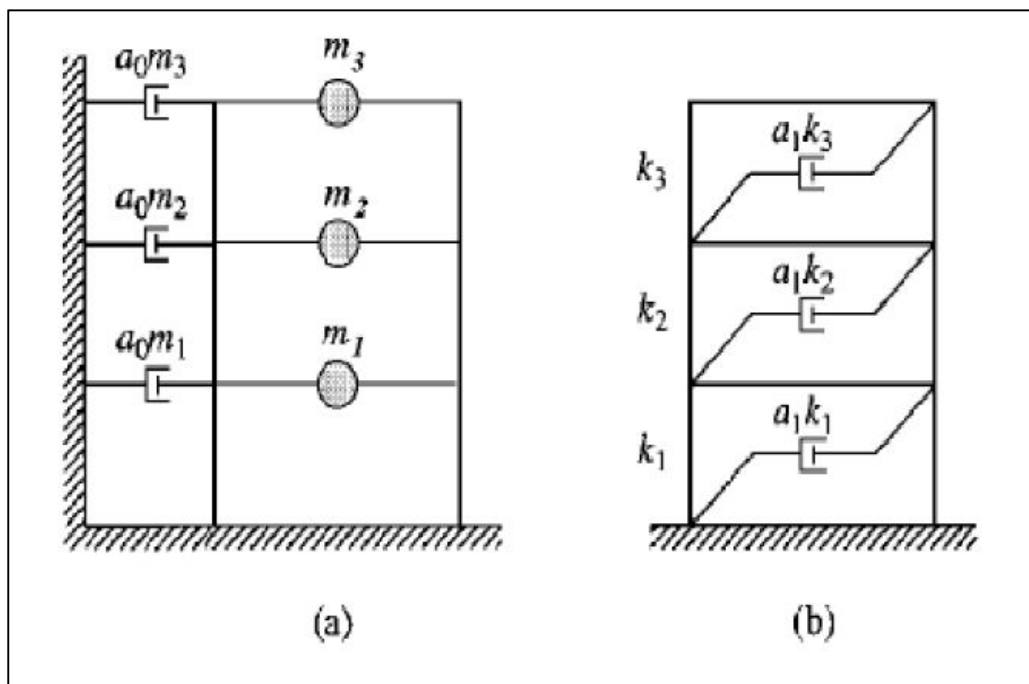 a₀m₃
m₃
a₀m₂
m₂
a₀m₁
m₁
(a)
a₁k₃
k₃
a₁k₂
k₂
a₁k₁
k₁
(b)